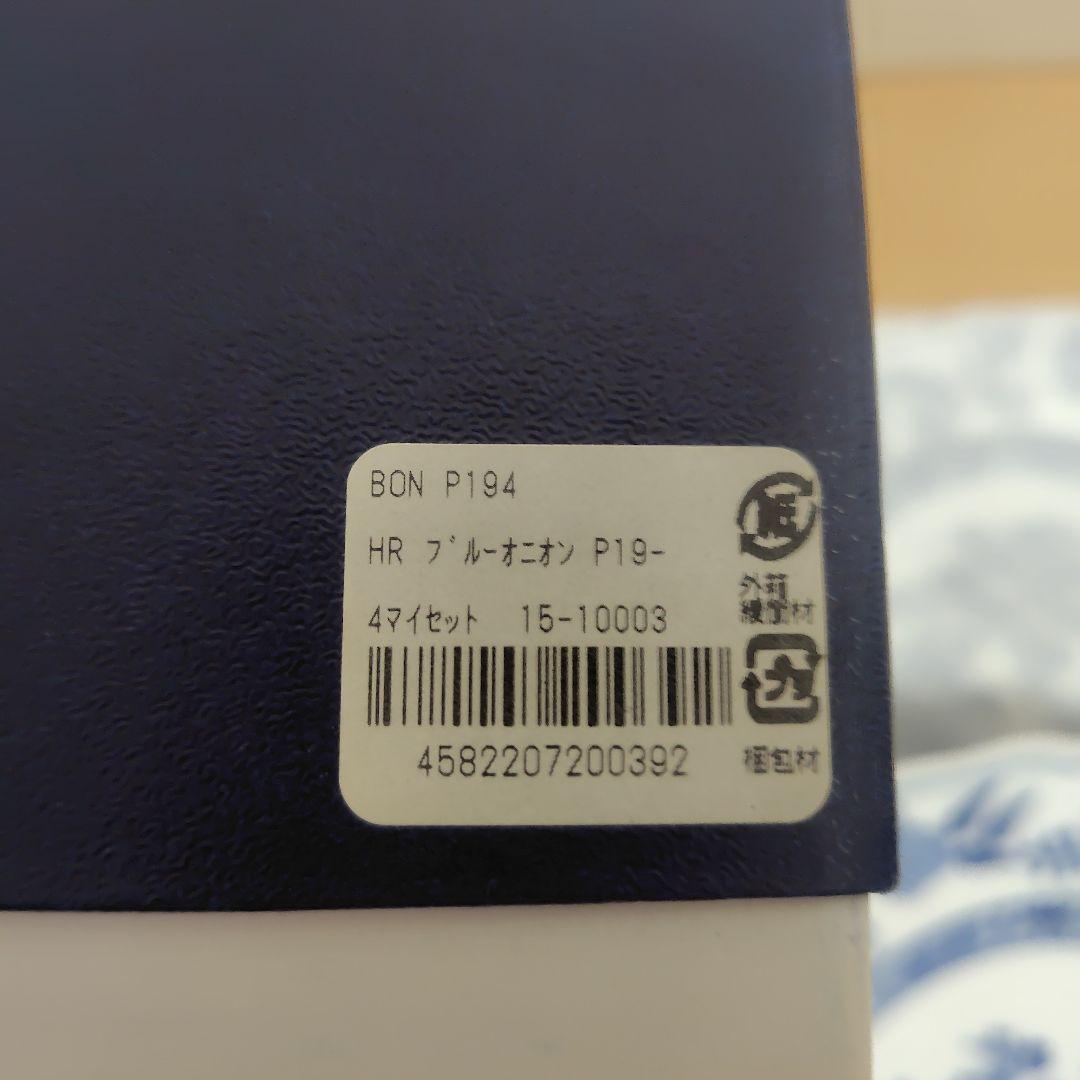 BON P194
HR ﾌﾞﾙｰｵﾆｵﾝ P19-
4ﾏｲｾｯﾄ 15-10003
4582207200392
紙
外箱
緩衝材
プラ
梱包材